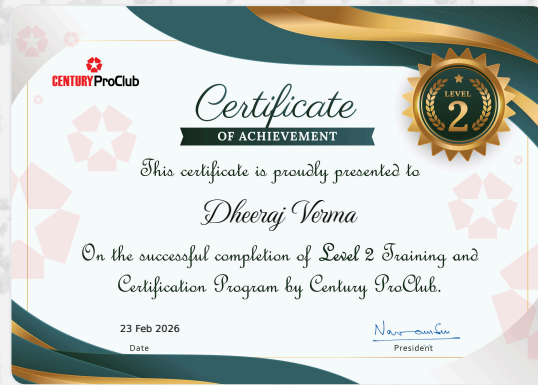 CENTURY ProClub
Certificate
OF ACHIEVEMENT
LEVEL
2
This certificate is proudly presented to
Dheeraj Verma
On the successful completion of Level 2 Training and
Certification Program by Century ProClub.
23 Feb 2026
Date
President